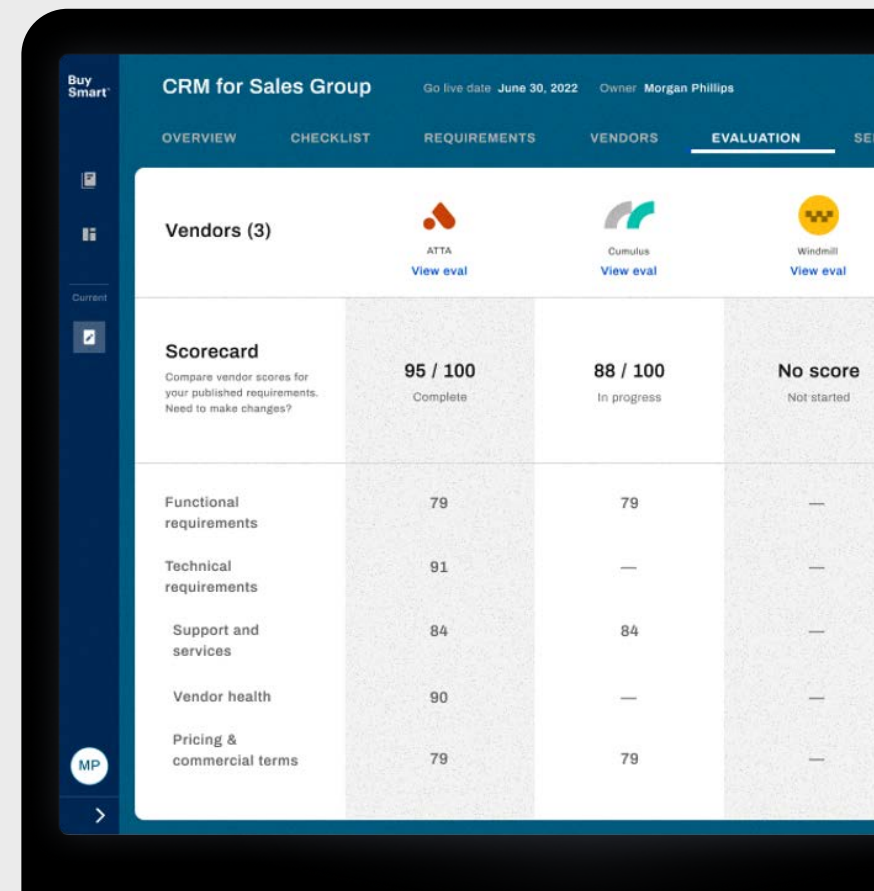 Buy
Smart
CRM for Sales Group
Go live date June 30, 2022
Owner Morgan Phillips
OVERVIEW
CHECKLIST
REQUIREMENTS
VENDORS
EVALUATION
SE
Current
Vendors (3)
ATTA
View eval
Cumulus
View eval
Windmill
View eval
Scorecard
Compare vendor scores for
your published requirements.
Need to make changes?
95 / 100
Complete
88 / 100
In progress
No score
Not started
Functional
requirements
79
79
—
Technical
requirements
91
—
—
Support and
services
84
84
—
Vendor health
90
—
—
Pricing &
commercial terms
79
79
—
MP